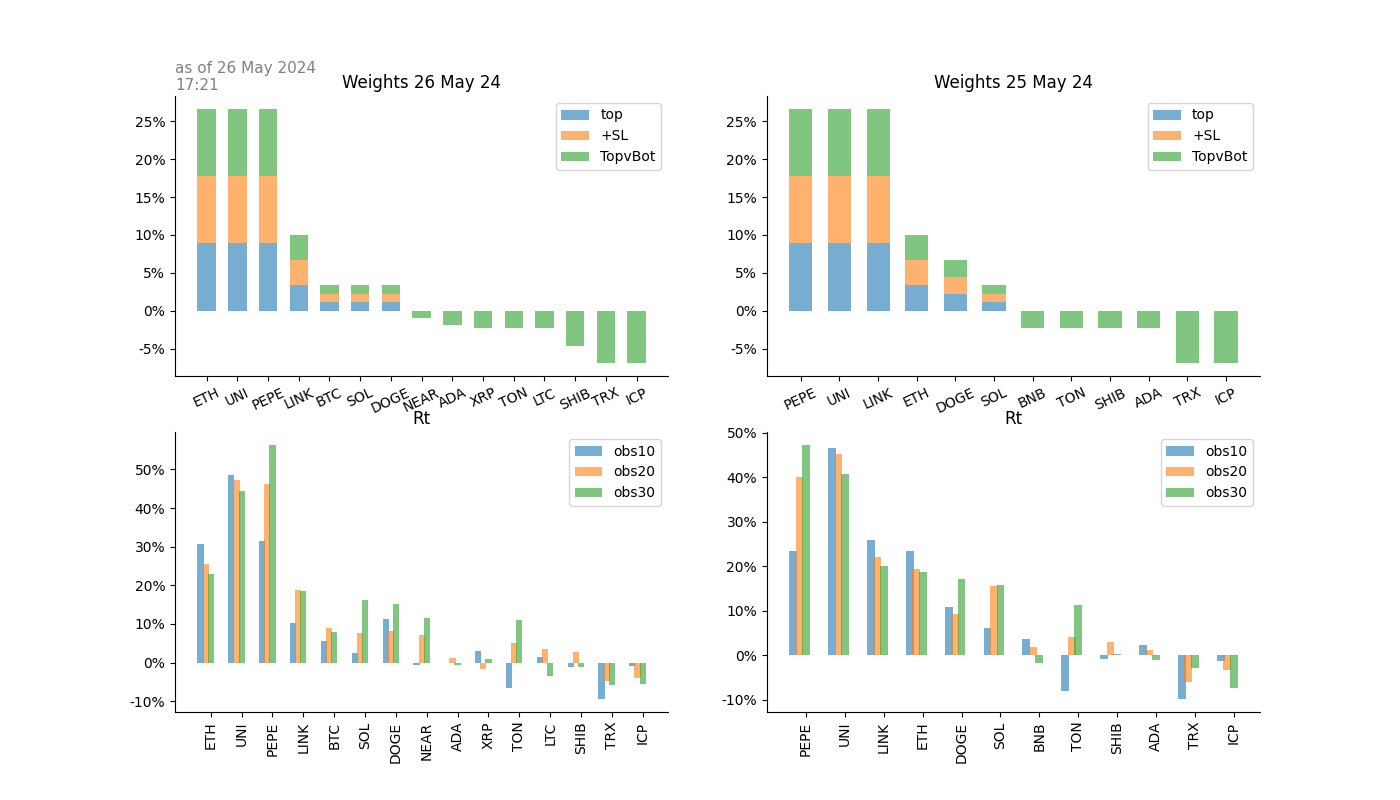 as of 26 May 2024
17:21
Weights 26 May 24
25%
20%
15%
10%
5%
0%
-5%
top
+SL
TopvBot
ETH UNI PEPE LINK BTC SOL DOGE NEAR ADA XRP TON LTC SHIB TRX ICP
Weights 25 May 24
25%
20%
15%
10%
5%
0%
-5%
top
+SL
TopvBot
PEPE UNI LINK ETH DOGE SOL BNB TON SHIB ADA TRX ICP
Rt
50%
40%
30%
20%
10%
0%
-10%
obs10
obs20
obs30
ETH UNI PEPE LINK BTC SOL DOGE NEAR ADA XRP TON LTC SHIB TRX ICP
Rt
50%
40%
30%
20%
10%
0%
-10%
obs10
obs20
obs30
PEPE UNI LINK ETH DOGE SOL BNB TON SHIB ADA TRX ICP